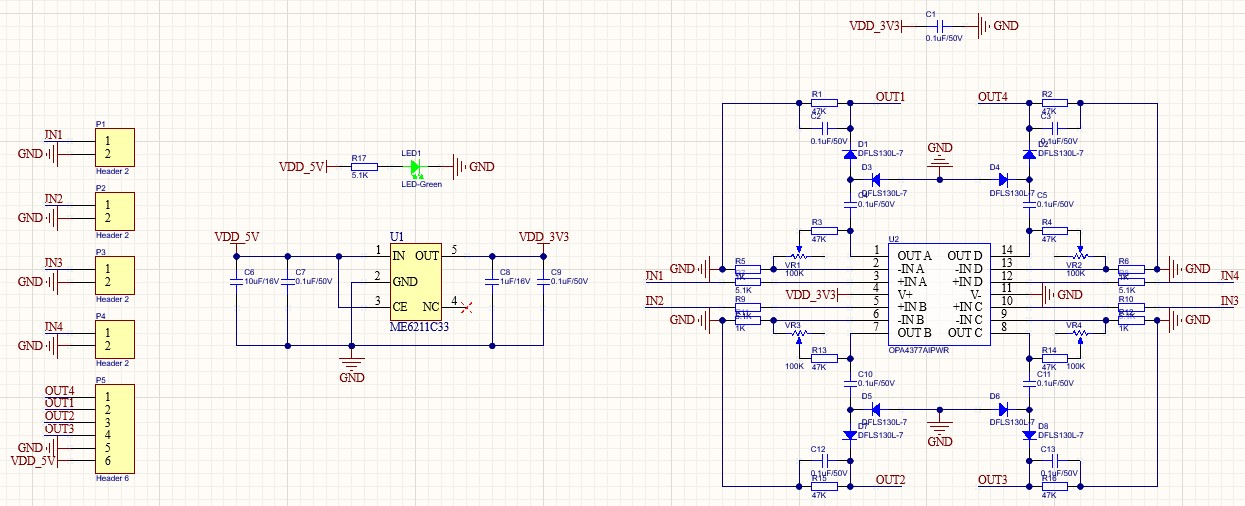 C1
VDD_3V3 GND
0.1uF/50V
P1
JN1 1
GND 2
Header 2
P2
JN2 1
GND 2
Header 2
P3
JN3 1
GND 2
Header 2
P4
JN4 1
GND 2
Header 2
P5
OUT4 1
OUT1 2
OUT2 3
OUT3 4
GND 5
VDD_5V 6
Header 6
R17 LED1
VDD_5V GND
5.1K LED-Green
VDD_5V U1 VDD_3V3
1 IN OUT 5
C6 10uF/16V
C7 0.1uF/50V
2 GND
3 CE NC 4
ME6211C33
C8 1uF/16V
C9 0.1uF/50V
GND
R1 OUT1
47K
C2
0.1uF/50V
D1
DFLS130L-7
D3
DFLS130L-7
C4
0.1uF/50V
R3
47K
VR1
100K
OUT4 R2
47K
C3
0.1uF/50V
D2
DFLS130L-7
GND
D4
DFLS130L-7
C5
0.1uF/50V
R4
47K
VR2
100K
U2
1 OUT A OUT D 14
2 -IN A -IN D 13
3 +IN A +IN D 12
4 V+ V- 11
5 +IN B +IN C 10
6 -IN B -IN C 9
7 OUT B OUT C 8
OPA4377AIPWR
GND R5
1K
JN1
5.1K
VDD_3V3
IN2 R9
5.1K
GND R11
1K
R6 GND
1K
JN4
5.1K
GND
R10 IN3
R12 GND
1K
VR3
100K
R13
47K
C10
0.1uF/50V
D5
DFLS130L-7
D7
DFLS130L-7
C12
0.1uF/50V
R15 OUT2
47K
VR4
100K
R14
47K
C11
0.1uF/50V
D6
DFLS130L-7
GND
D8
DFLS130L-7
C13
0.1uF/50V
OUT3 R16
47K